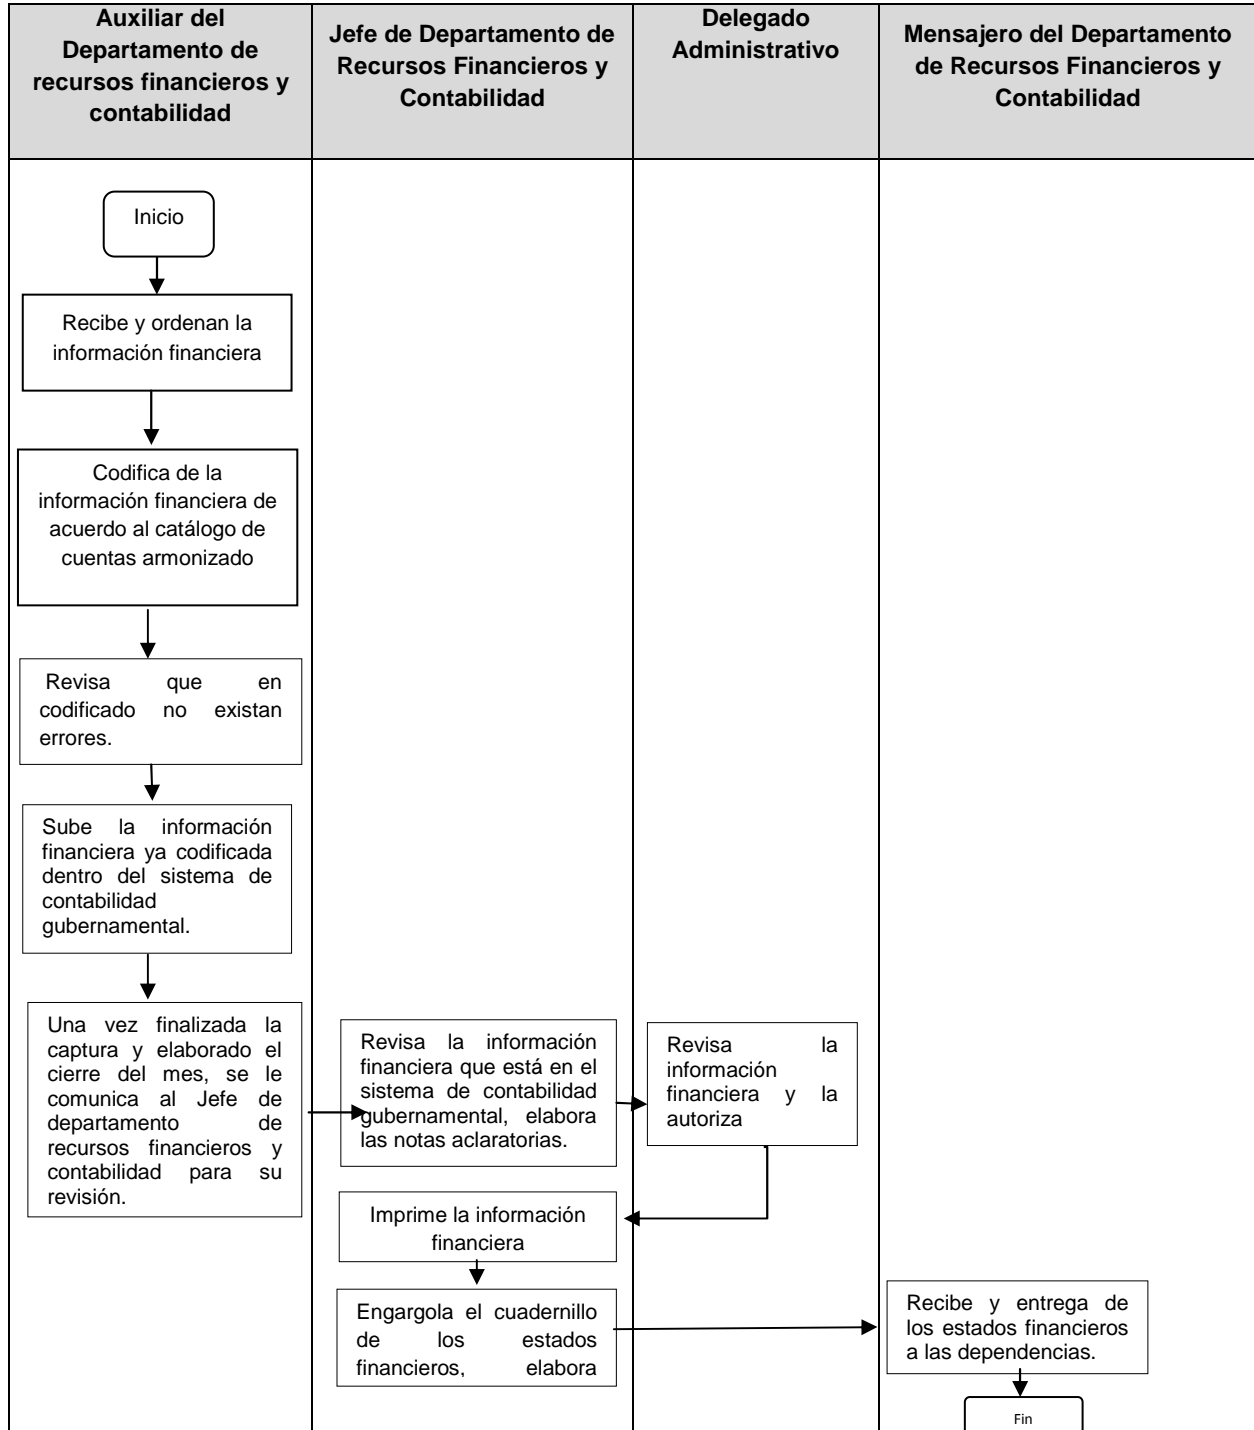 Auxiliar del
Departamento de
recursos financieros y
contabilidad
Jefe de Departamento de
Recursos Financieros y
Contabilidad
Delegado
Administrativo
Mensajero del Departamento
de Recursos Financieros y
Contabilidad
Inicio
Recibe y ordenan la
información financiera
Codifica de la
información financiera de
acuerdo al catálogo de
cuentas armonizado
Revisa que en
codificado no existan
errores.
Sube la información
financiera ya codificada
dentro del sistema de
contabilidad
gubernamental.
Una vez finalizada la
captura y elaborado el
cierre del mes, se le
comunica al Jefe de
departamento de
recursos financieros y
contabilidad para su
revisión.
Revisa la información
financiera que está en el
sistema de contabilidad
gubernamental, elabora
las notas aclaratorias.
Revisa la
información
financiera y la
autoriza
Imprime la información
financiera
Engargola el cuadernillo
de los estados
financieros, elabora
Recibe y entrega de
los estados financieros
a las dependencias.
Fin